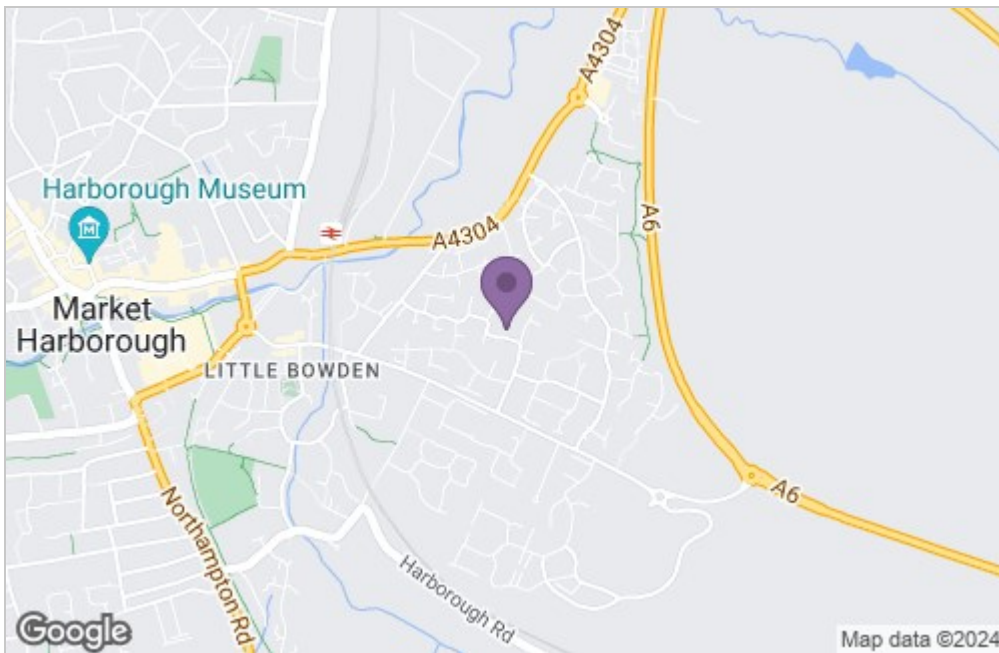 A4304
Harborough Museum
A4304
A6
Market
Harborough
LITTLE BOWDEN
A6
Northampton Rd
Harborough Rd
Google
Map data ©2024